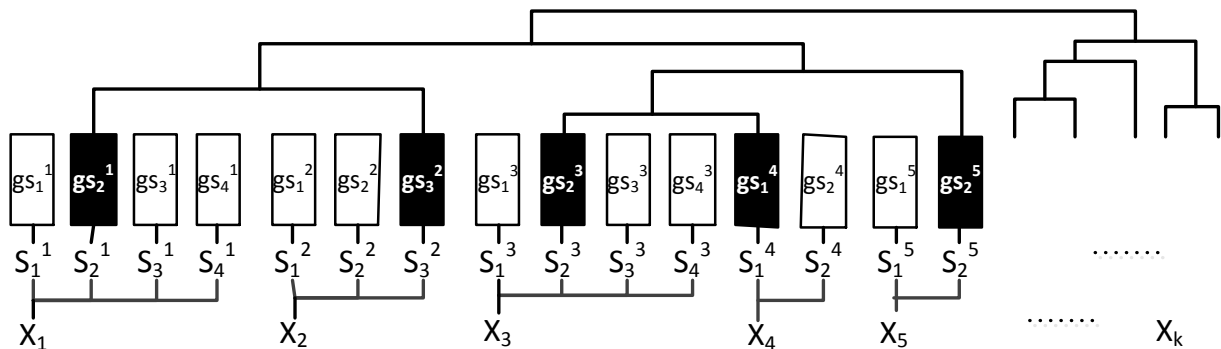 gs₁¹ gs₂¹ gs₃¹ gs₄¹ gs₁² gs₂² gs₃² gs₁³ gs₂³ gs₃³ gs₄³ gs₁⁴ gs₂⁴ gs₁⁵ gs₂⁵
S₁¹ S₂¹ S₃¹ S₄¹ S₁² S₂² S₃² S₁³ S₂³ S₃³ S₄³ S₁⁴ S₂⁴ S₁⁵ S₂⁵ .......
X₁ X₂ X₃ X₄ X₅ ....... Xₖ